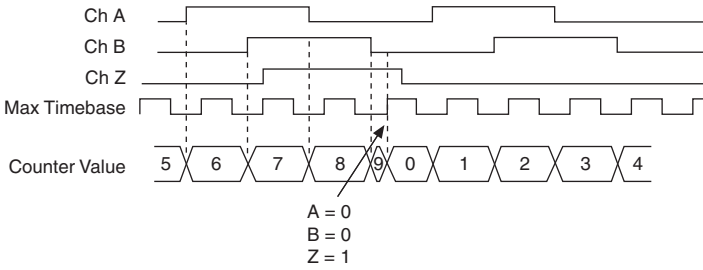 Ch A
Ch B
Ch Z
Max Timebase
Counter Value 5 6 7 8 9 0 1 2 3 4
A = 0
B = 0
Z = 1